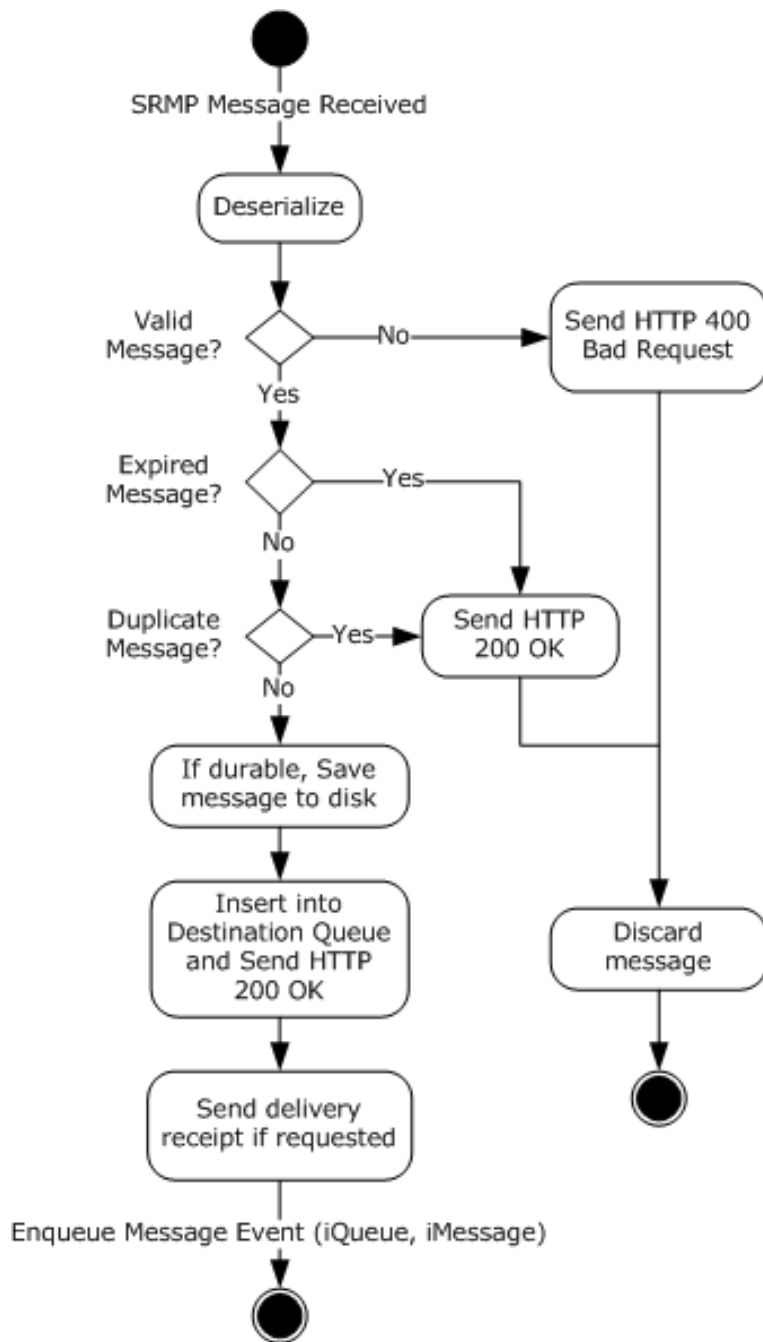 SRMP Message Received
Deserialize
Valid
Message?
No
Send HTTP 400
Bad Request
Yes
Expired
Message?
Yes
No
Duplicate
Message?
Yes
Send HTTP
200 OK
No
If durable, Save
message to disk
Insert into
Destination Queue
and Send HTTP
200 OK
Discard
message
Send delivery
receipt if requested
Enqueue Message Event (iQueue, iMessage)